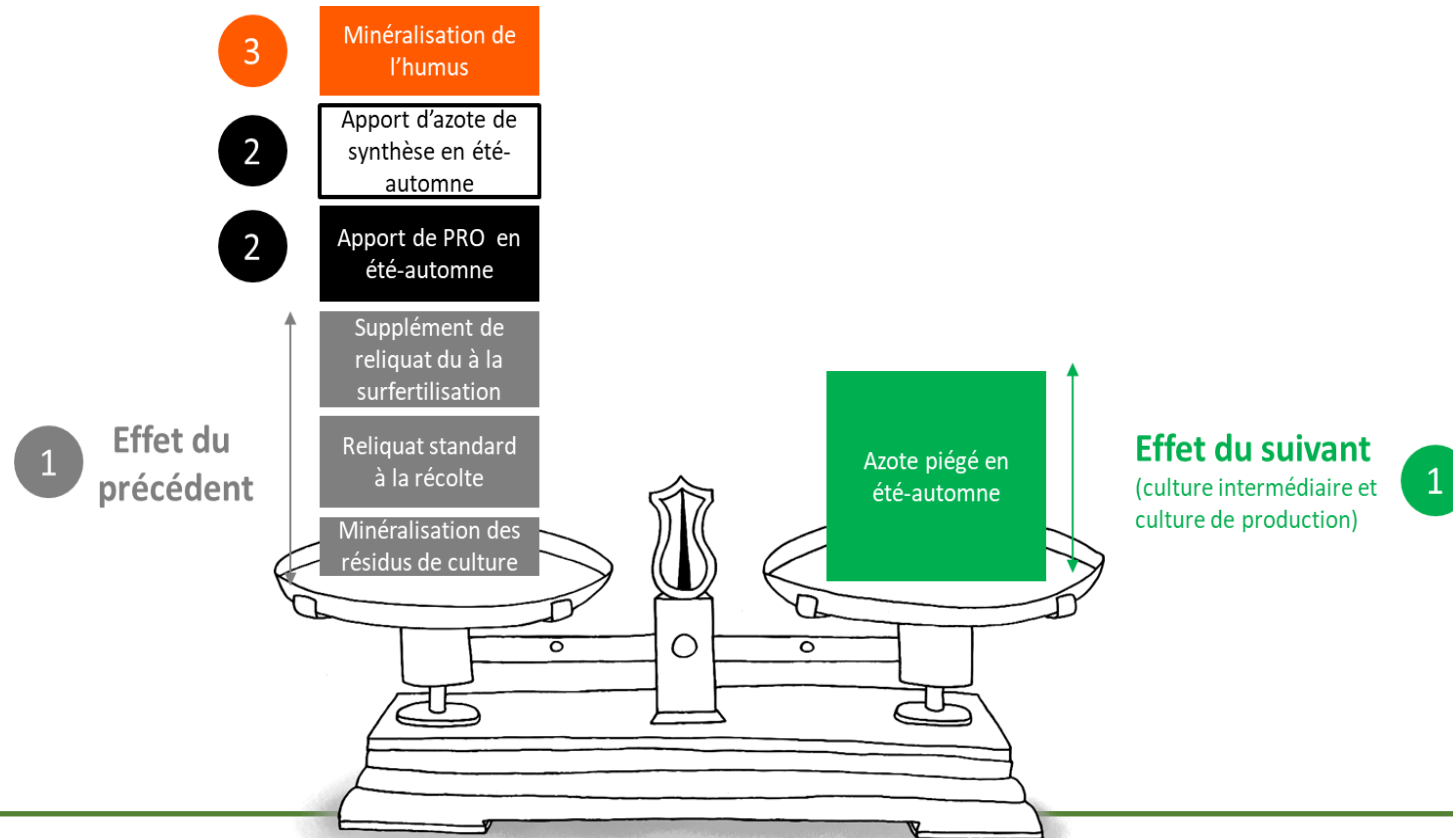 3
Minéralisation de
l'humus
2
Apport d'azote de
synthèse en été-
automne
2
Apport de PRO en
été-automne
Supplément de
reliquat du à la
surfertilisation
1
Effet du
précédent
Reliquat standard
à la récolte
Minéralisation des
résidus de culture
Azote piégé en
été-automne
Effet du suivant
(culture intermédiaire et
culture de production)
1